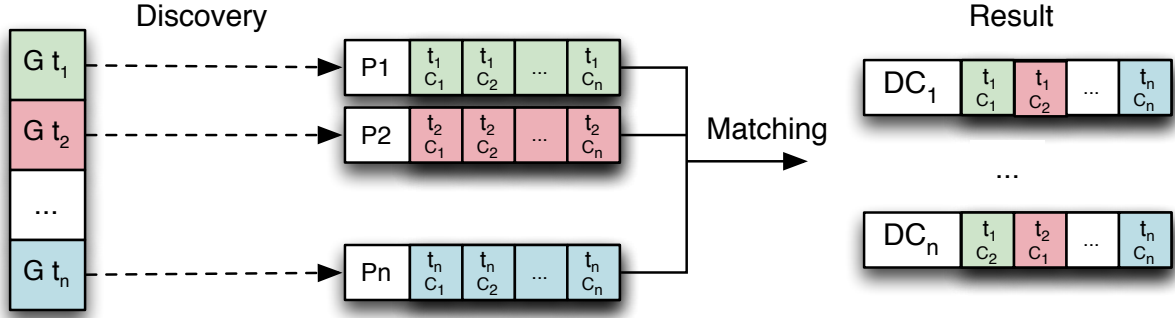 Discovery
Result
G t₁
P1 t₁ C₁ t₁ C₂ ... t₁ Cₙ
DC₁ t₁ C₁ t₁ C₂ ... tₙ Cₙ
G t₂
P2 t₂ C₁ t₂ C₂ ... t₂ Cₙ
Matching
...
...
G tₙ
Pn tₙ C₁ tₙ C₂ ... tₙ Cₙ
DCₙ t₁ C₂ t₂ C₁ ... tₙ Cₙ